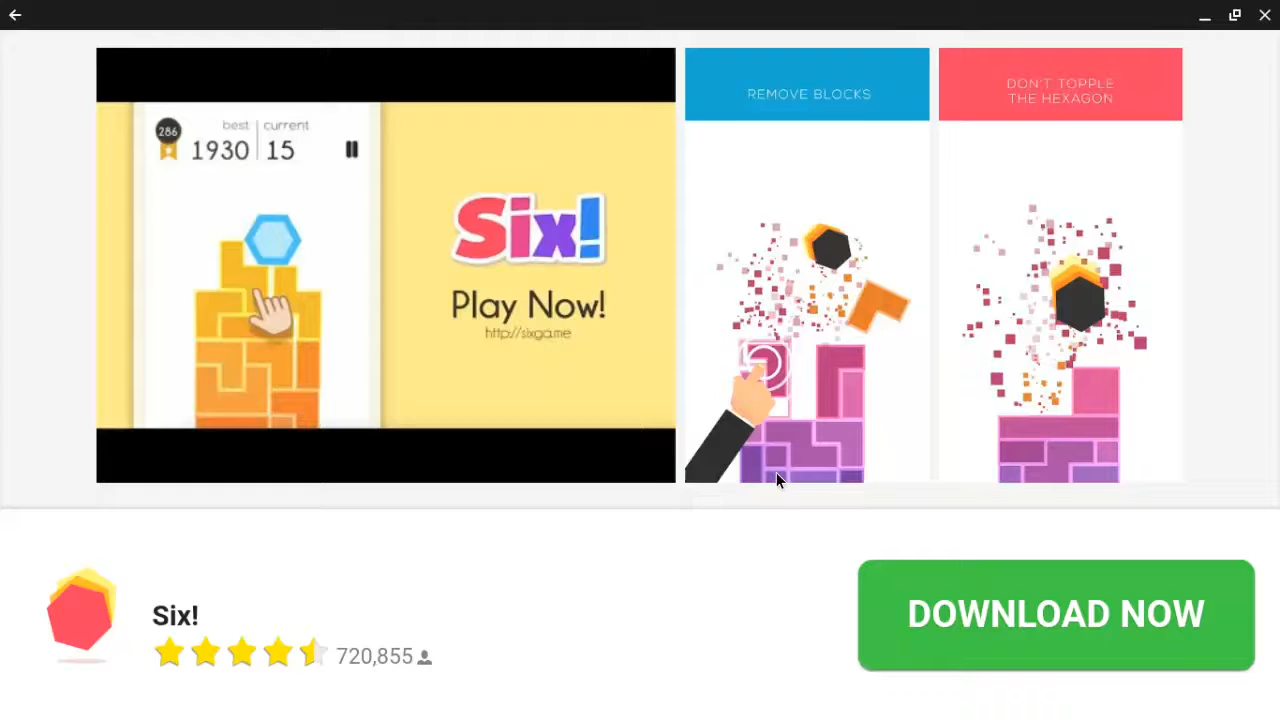 286
best
current
1930
15
Six!
Play Now!
http://sixga.me
REMOVE BLOCKS
DON'T TOPPLE
THE HEXAGON
Six!
720,855
DOWNLOAD NOW